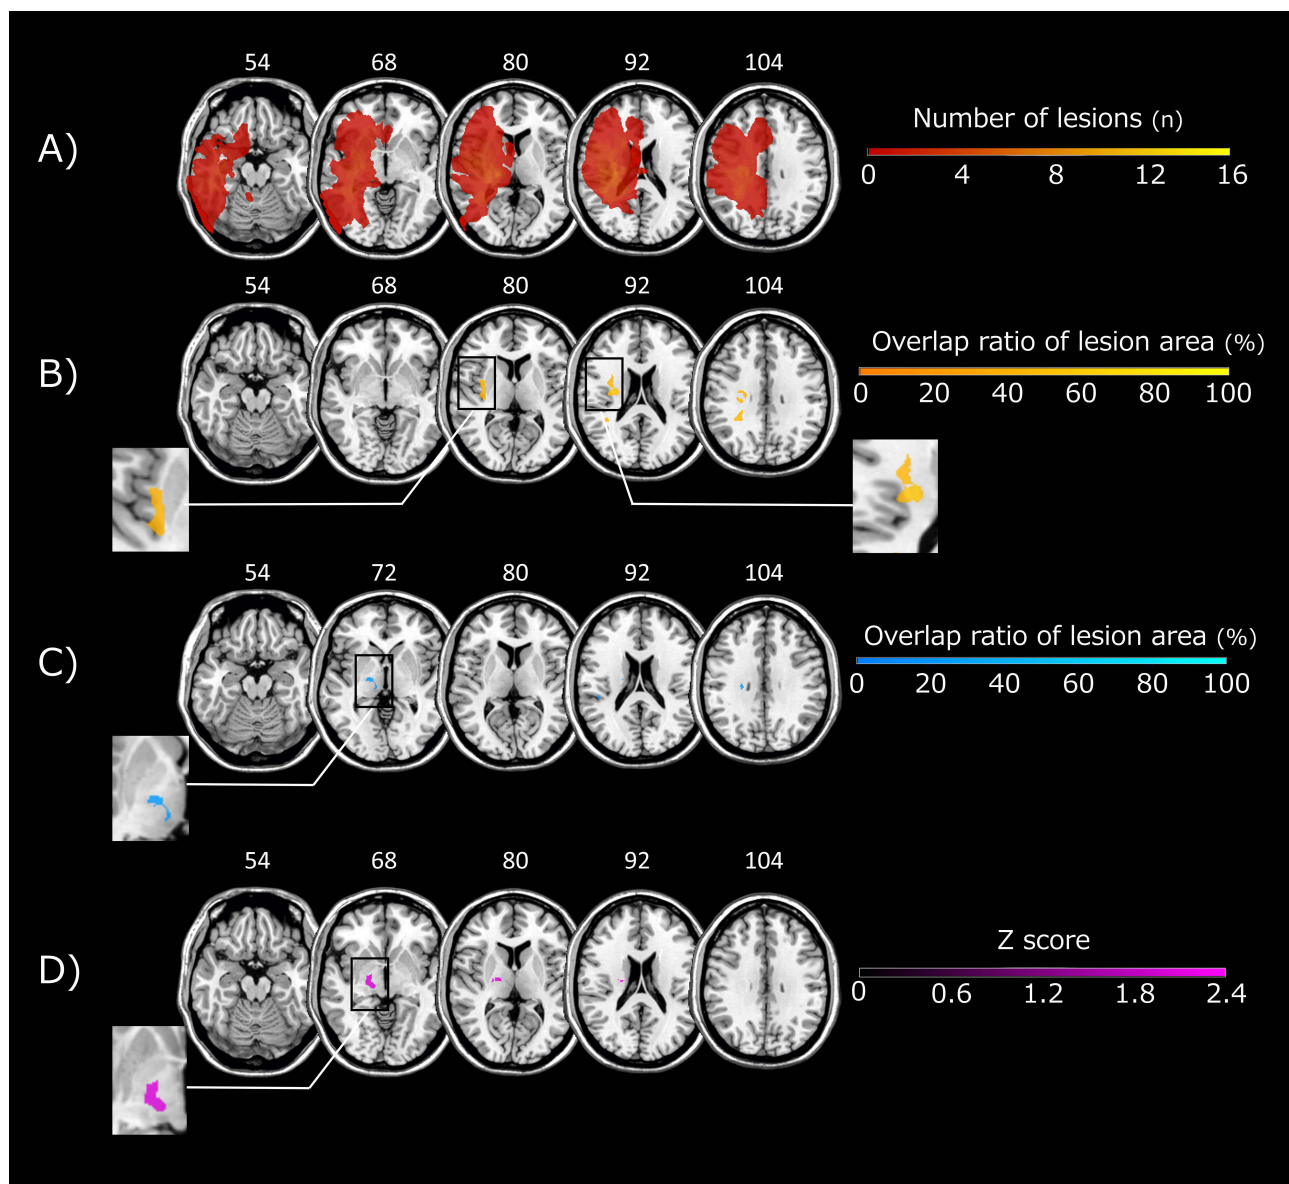 54 68 80 92 104
A)
Number of lesions (n)
0 4 8 12 16
54 68 80 92 104
B)
Overlap ratio of lesion area (%)
0 20 40 60 80 100
54 72 80 92 104
C)
Overlap ratio of lesion area (%)
0 20 40 60 80 100
54 68 80 92 104
D)
Z score
0 0.6 1.2 1.8 2.4